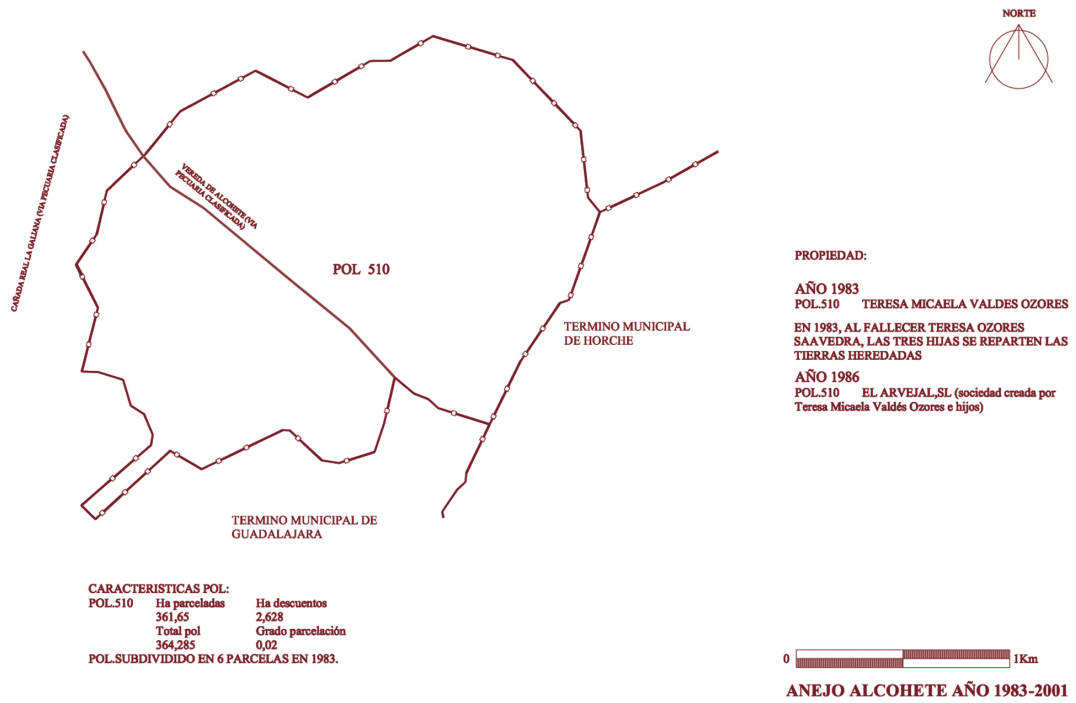 NORTE
CAÑADA REAL LA GALIANA (VIA PECUARIA CLASIFICADA)
VEREDA DE ALCOHETE (VIA
PECUARIA CLASIFICADA)
POL 510
TERMINO MUNICIPAL
DE HORCHE
PROPIEDAD:
AÑO 1983
POL.510 TERESA MICAELA VALDES OZORES
EN 1983, AL FALLECER TERESA OZORES
SAAVEDRA, LAS TRES HIJAS SE REPARTEN LAS
TIERRAS HEREDADAS
AÑO 1986
POL.510 EL ARVEJAL,SL (sociedad creada por
Teresa Micaela Valdés Ozores e hijos)
TERMINO MUNICIPAL DE
GUADALAJARA
CARACTERISTICAS POL:
POL.510 Ha parceladas Ha descuentos
361,65 2,628
Total pol Grado parcelación
364,285 0,02
POL.SUBDIVIDIDO EN 6 PARCELAS EN 1983.
0 1Km
ANEJO ALCOHETE AÑO 1983-2001